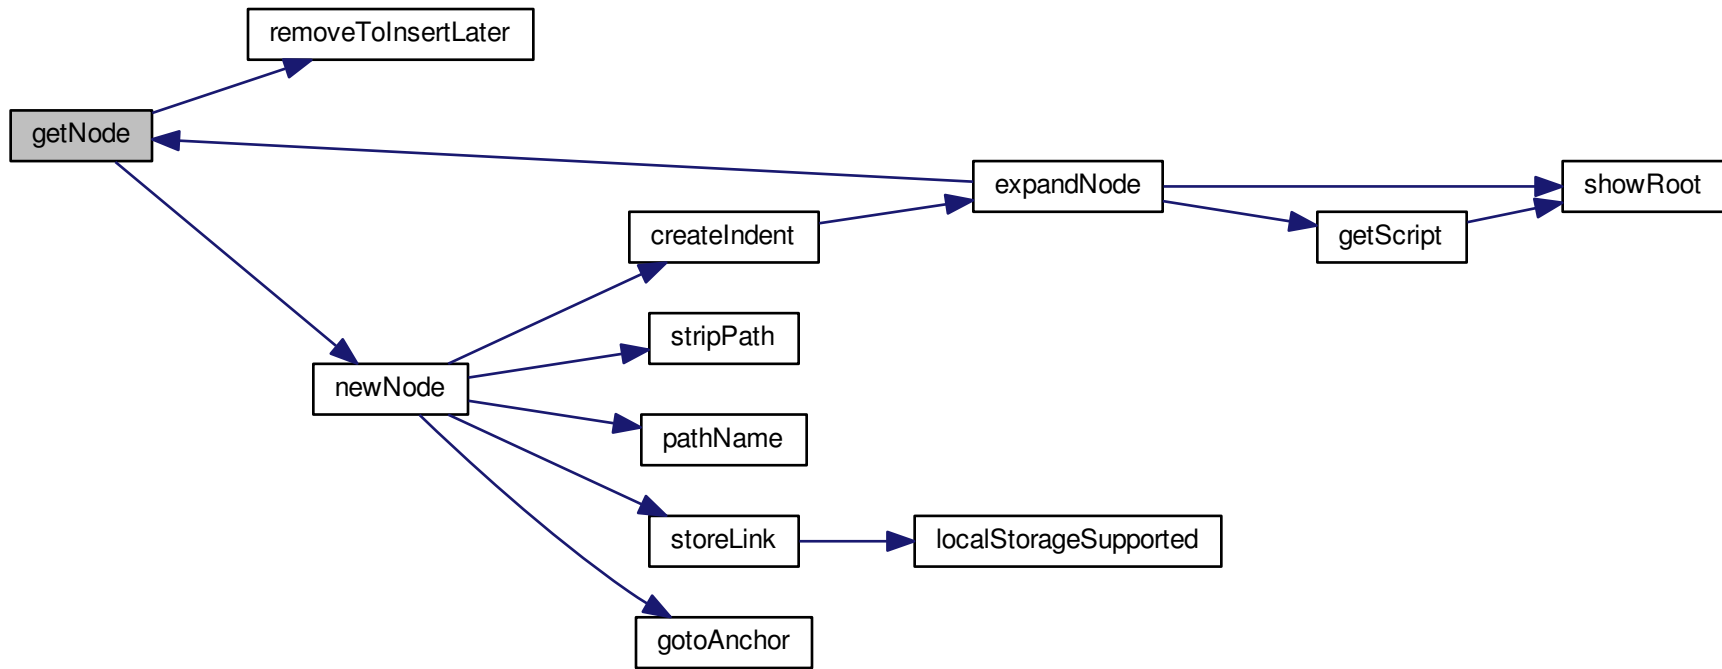 removeToInsertLater
getNode
expandNode
showRoot
createIndent
getScript
stripPath
newNode
pathName
storeLink
localStorageSupported
gotoAnchor